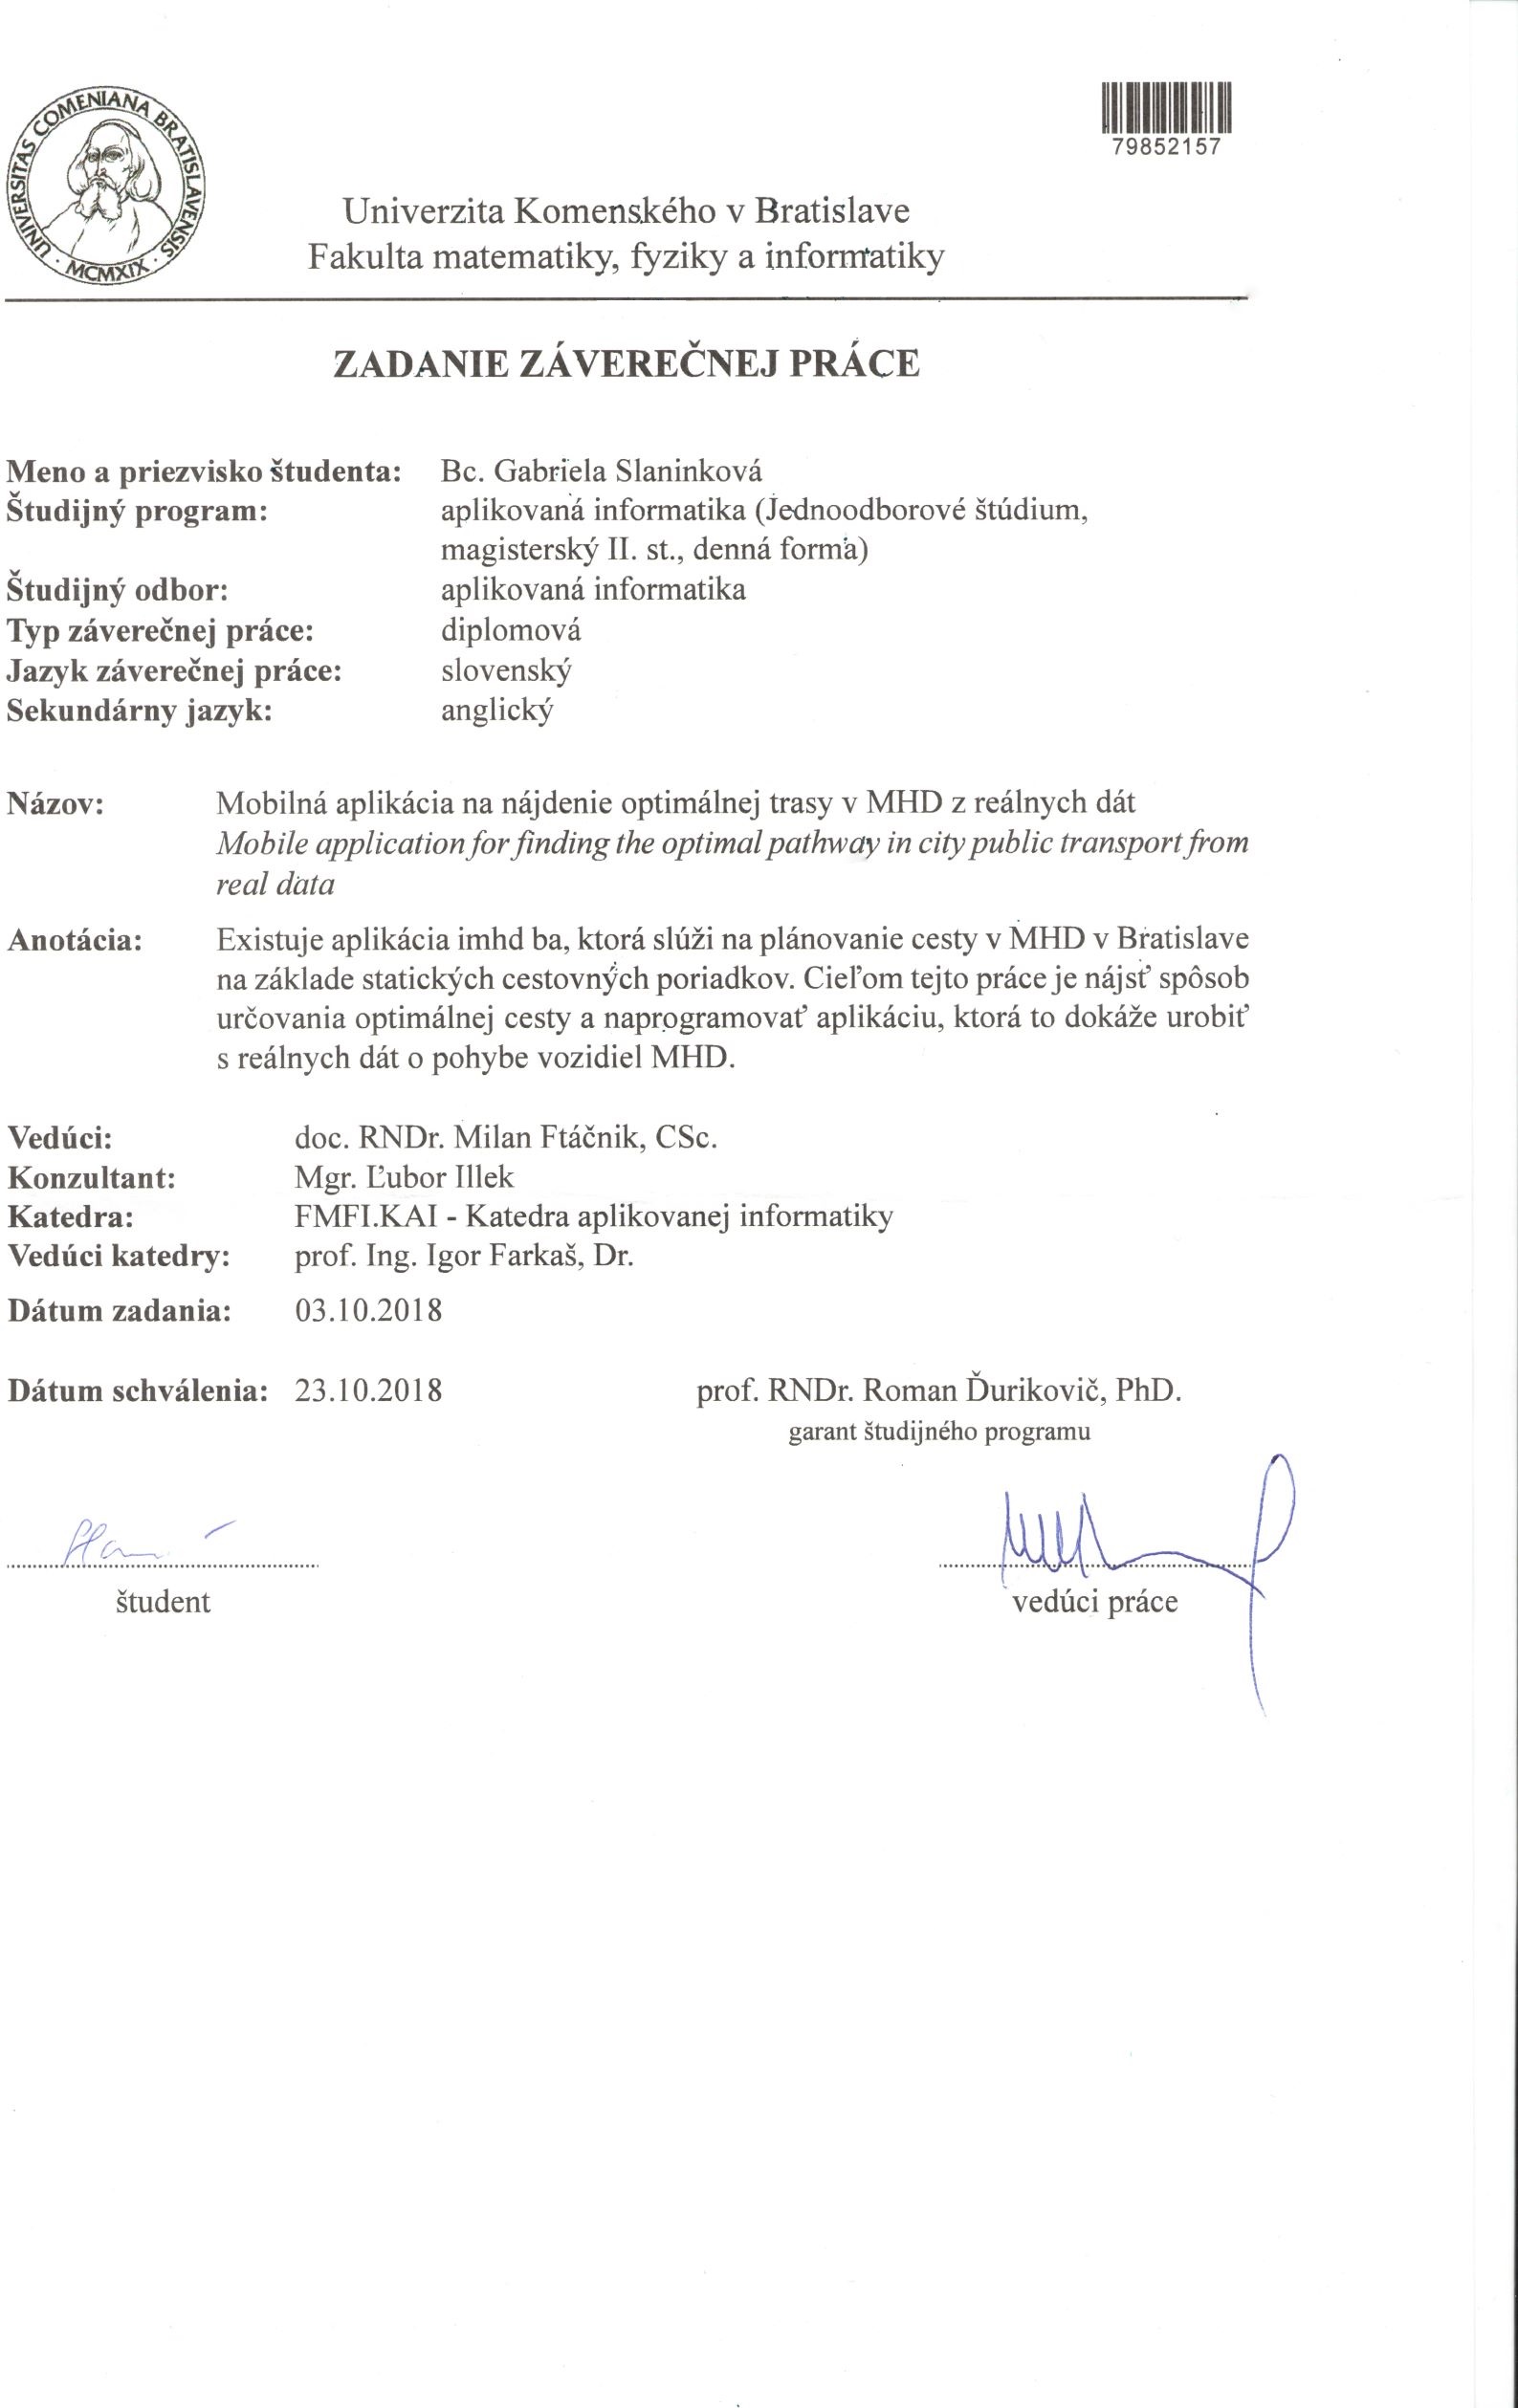 UNIVERSITAS COMENIANA BRATISLAVENSIS
MCMXIX
79852157
Univerzita Komenského v Bratislave
Fakulta matematiky, fyziky a informatiky
ZADANIE ZÁVEREČNEJ PRÁCE
Meno a priezvisko študenta: Bc. Gabriela Slaninková
Študijný program: aplikovaná informatika (Jednoodborové štúdium,
magisterský II. st., denná forma)
Študijný odbor: aplikovaná informatika
Typ záverečnej práce: diplomová
Jazyk záverečnej práce: slovenský
Sekundárny jazyk: anglický
Názov: Mobilná aplikácia na nájdenie optimálnej trasy v MHD z reálnych dát
Mobile application for finding the optimal pathway in city public transport from
real data
Anotácia: Existuje aplikácia imhd ba, ktorá slúži na plánovanie cesty v MHD v Bratislave
na základe statických cestovných poriadkov. Cieľom tejto práce je nájsť spôsob
určovania optimálnej cesty a naprogramovať aplikáciu, ktorá to dokáže urobiť
s reálnych dát o pohybe vozidiel MHD.
Vedúci: doc. RNDr. Milan Ftáčnik, CSc.
Konzultant: Mgr. Ľubor Illek
Katedra: FMFI.KAI - Katedra aplikovanej informatiky
Vedúci katedry: prof. Ing. Igor Farkaš, Dr.
Dátum zadania: 03.10.2018
Dátum schválenia: 23.10.2018 prof. RNDr. Roman Ďurikovič, PhD.
garant študijného programu
študent vedúci práce